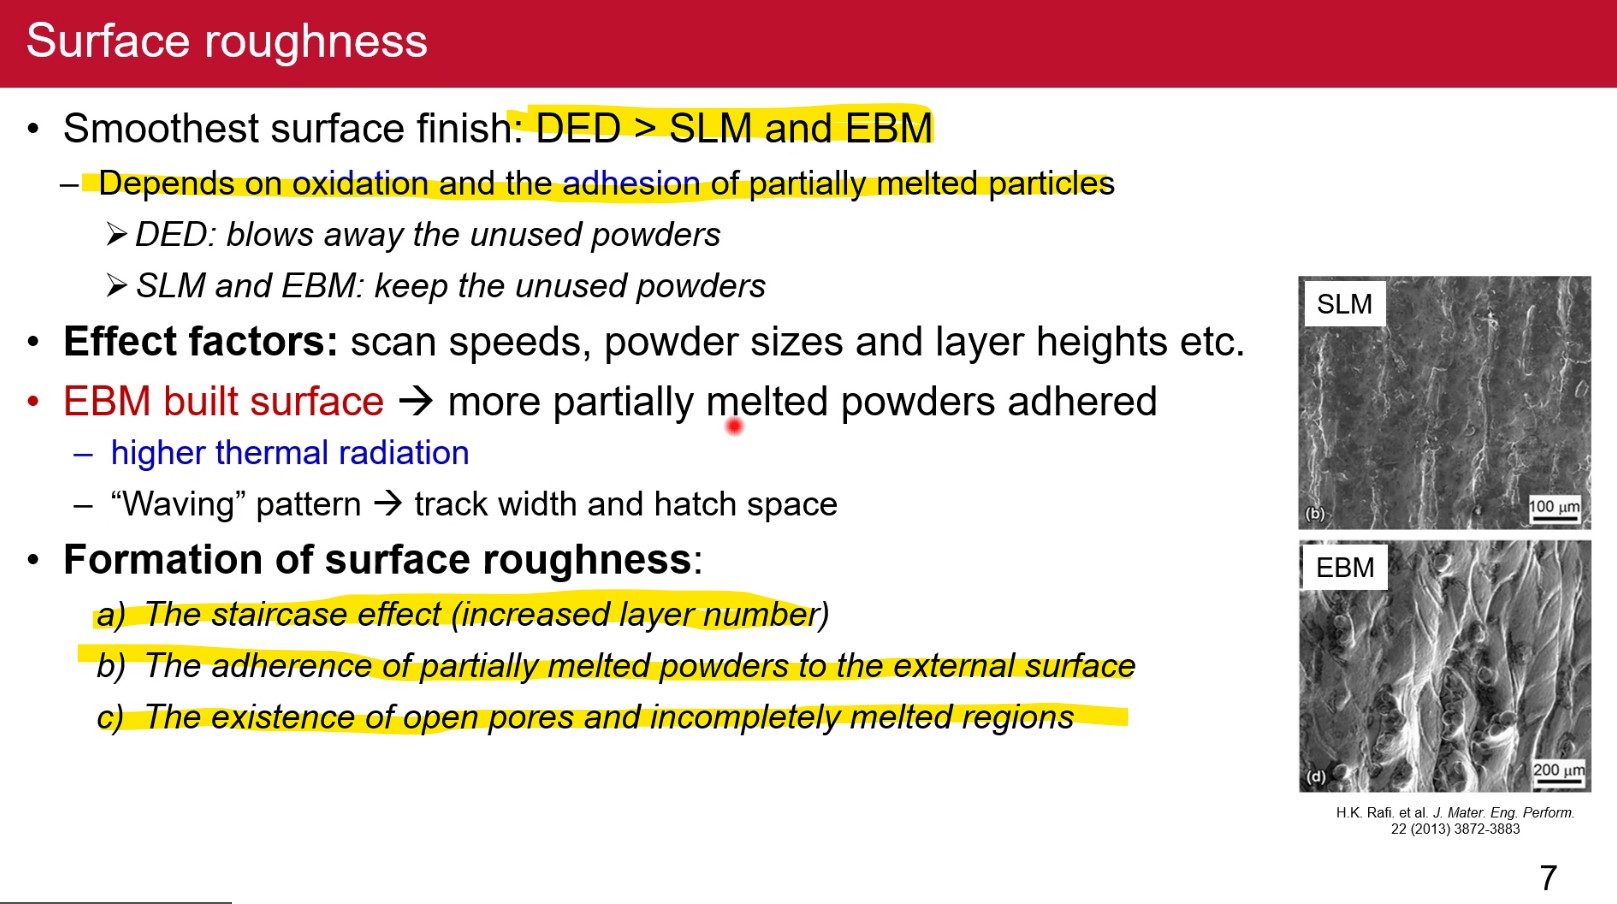 Surface roughness
• Smoothest surface finish: DED > SLM and EBM
– Depends on oxidation and the adhesion of partially melted particles
➢ DED: blows away the unused powders
➢ SLM and EBM: keep the unused powders
• Effect factors: scan speeds, powder sizes and layer heights etc.
• EBM built surface → more partially melted powders adhered
– higher thermal radiation
– “Waving” pattern → track width and hatch space
• Formation of surface roughness:
a) The staircase effect (increased layer number)
b) The adherence of partially melted powders to the external surface
c) The existence of open pores and incompletely melted regions
SLM
(b)
100 μm
EBM
(d)
200 μm
H.K. Rafi. et al. J. Mater. Eng. Perform.
22 (2013) 3872-3883
7